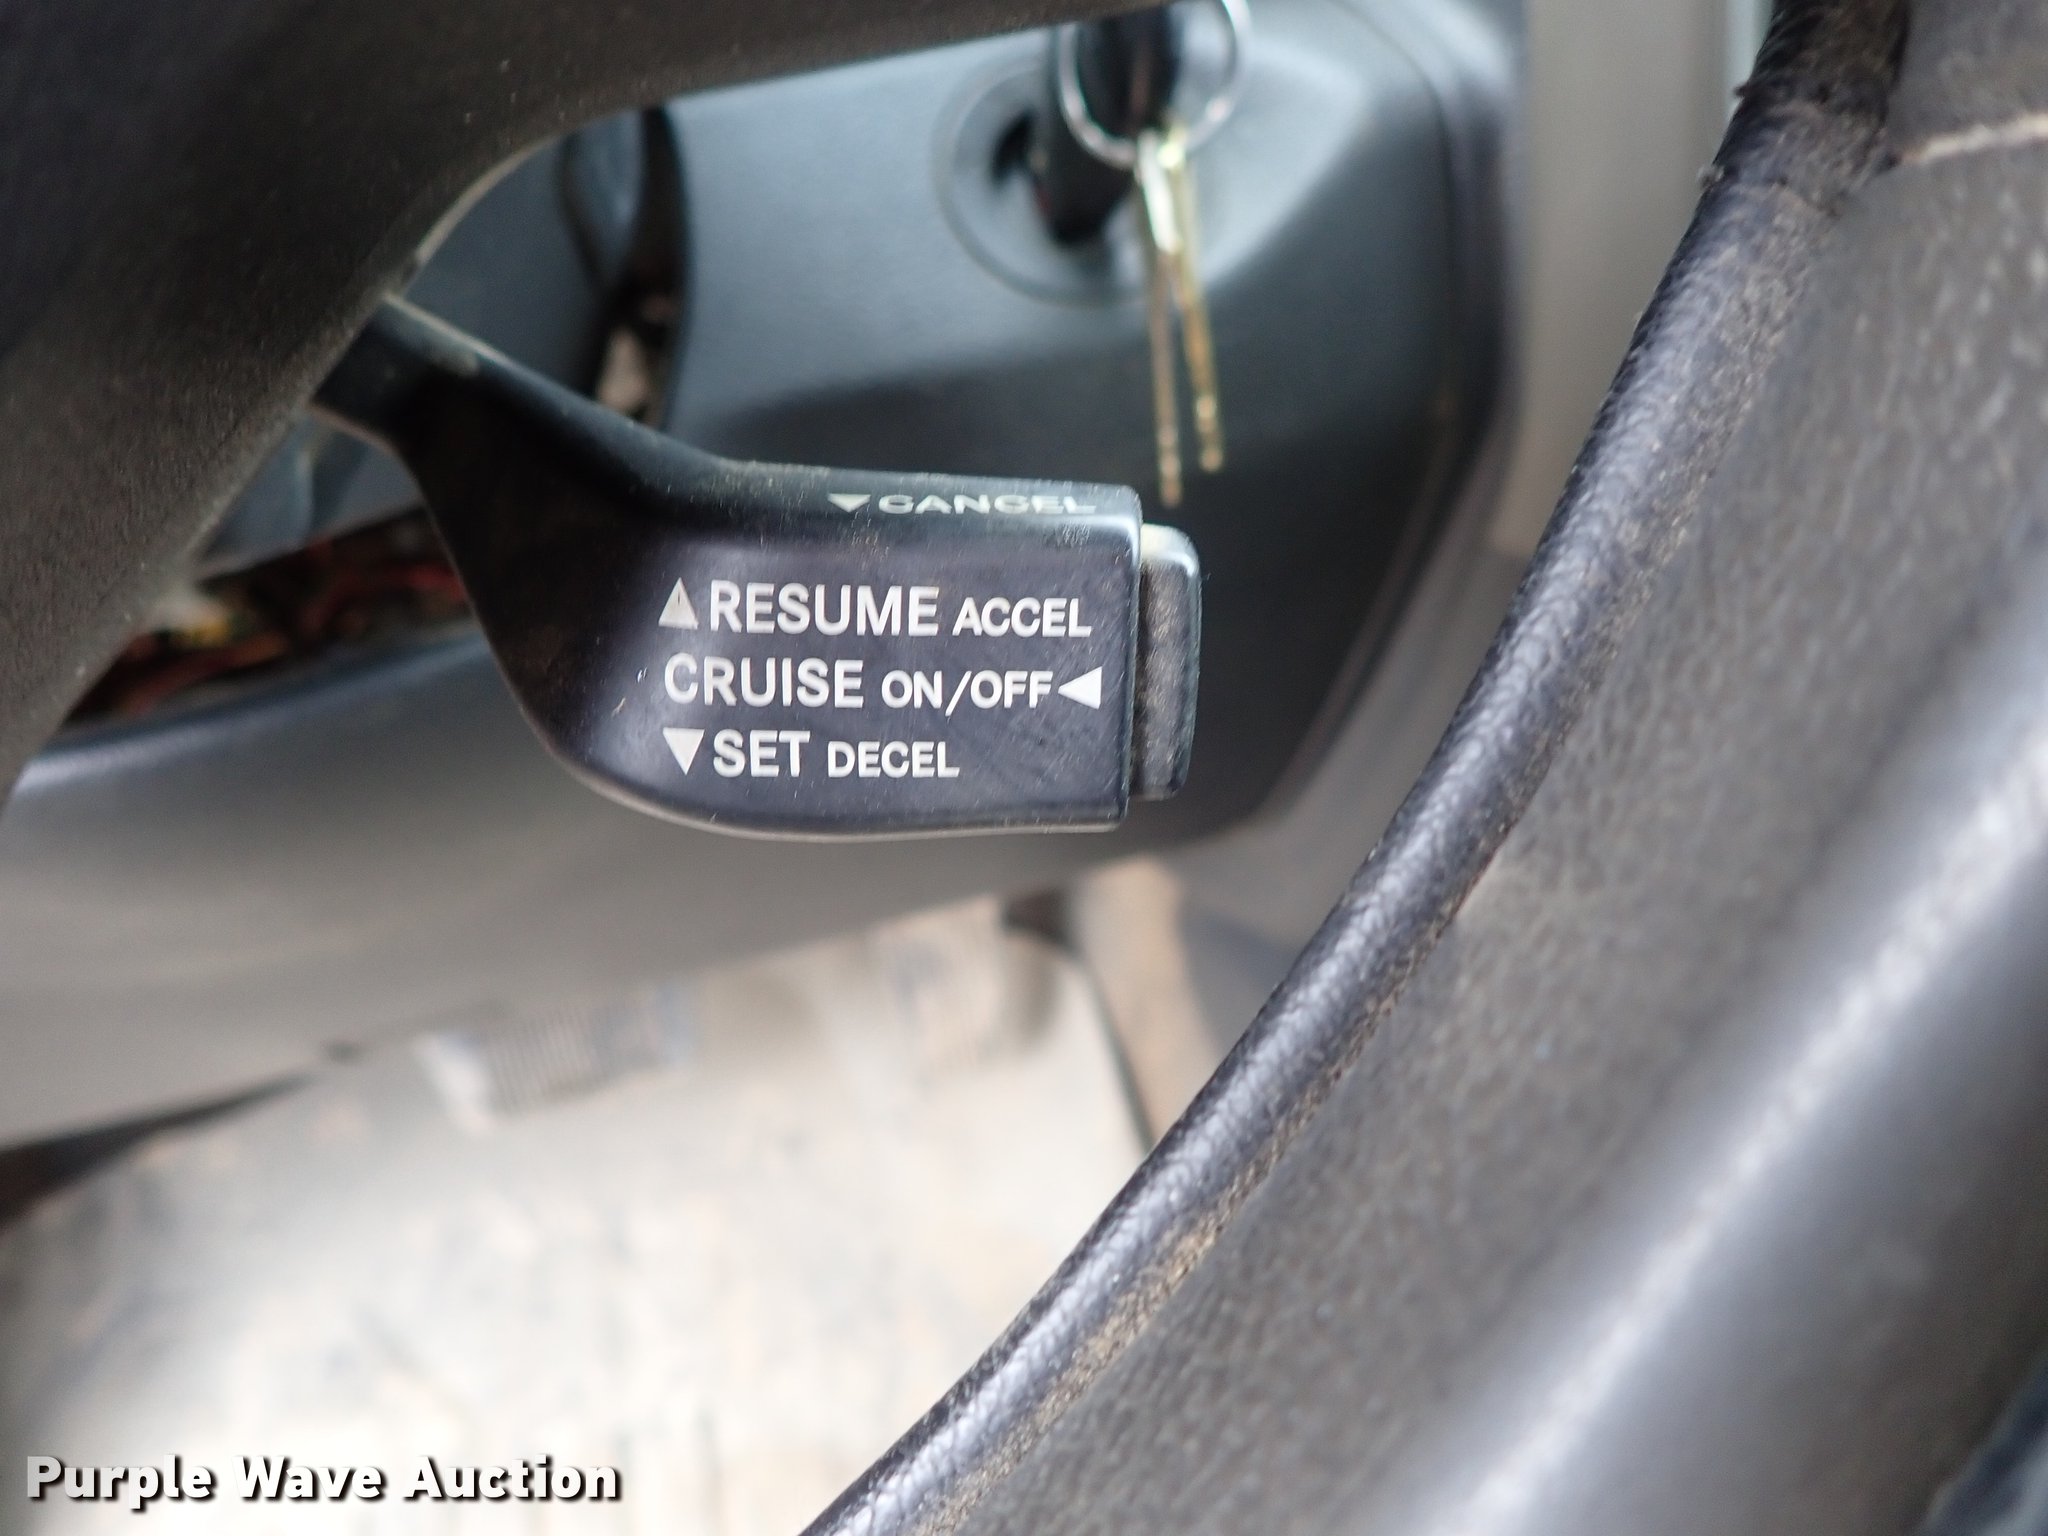 ▼CANCEL
▲RESUME ACCEL
CRUISE ON/OFF◀
▼SET DECEL
Purple Wave Auction